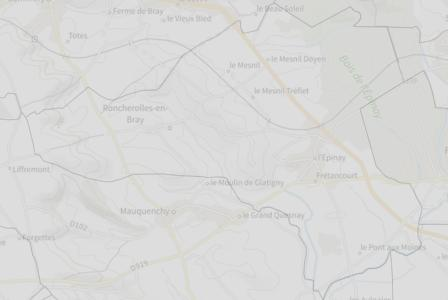 Ferme de Bray
le Vieux Bled
le Beau Soleil
Totes
le Mesnil
le Mesnil Doyen
le Mesnil Tréflet
Bois de l'Épinay
Roncherolles-en-
Bray
l'Épinay
Liffremont
Frétancourt
le Moulin de Glatigny
Mauquenchy
le Grand Quesnay
D102
Forgettes
le Pont aux Moines
D919